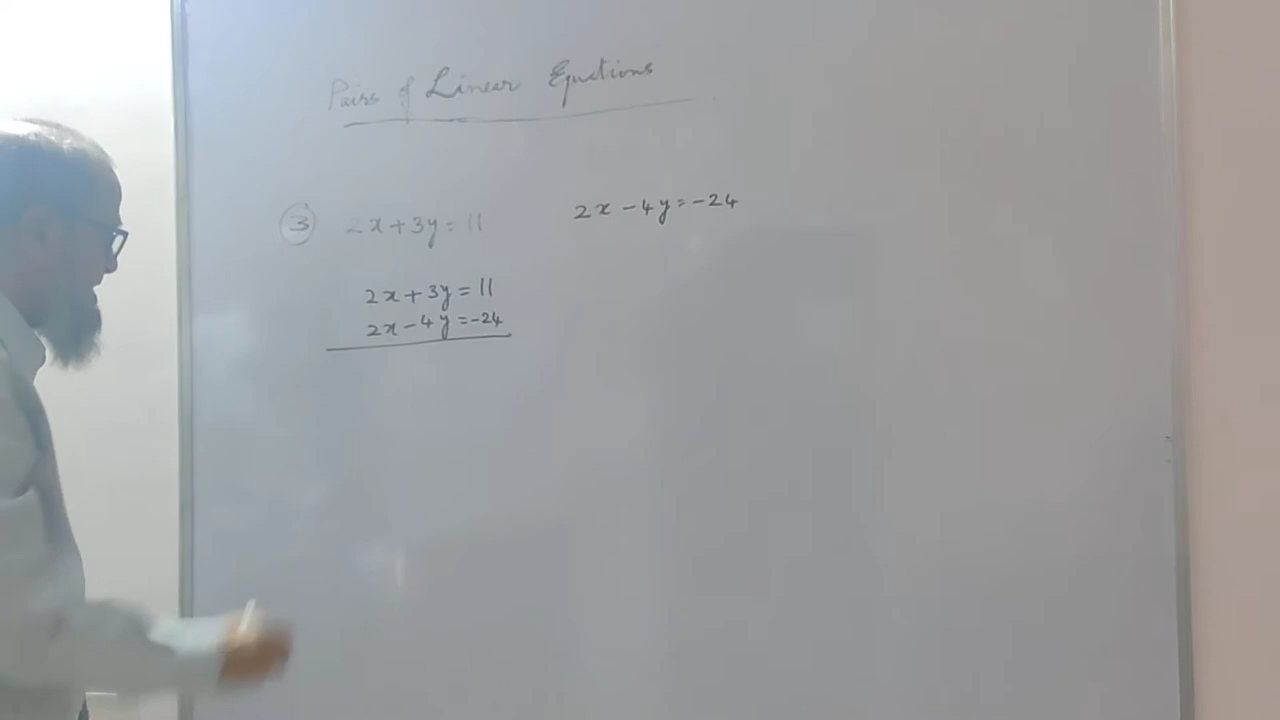 Pairs of Linear Equations
③ 2x+3y=11 2x-4y=-24
2x+3y=11
2x-4y=-24